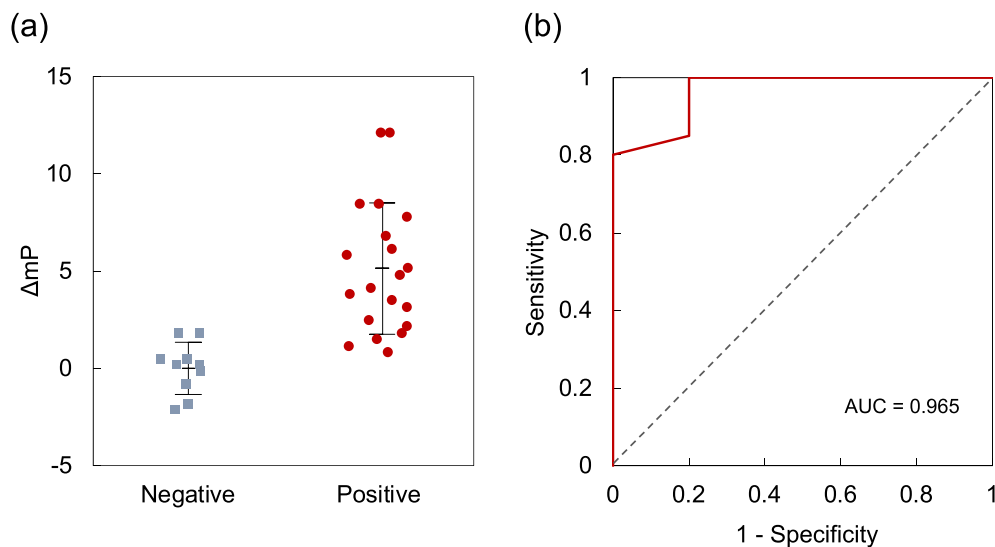 (a)
ΔmP
15
10
5
0
-5
Negative Positive
(b)
Sensitivity
1
0.8
0.6
0.4
0.2
0
AUC = 0.965
0 0.2 0.4 0.6 0.8 1
1 - Specificity